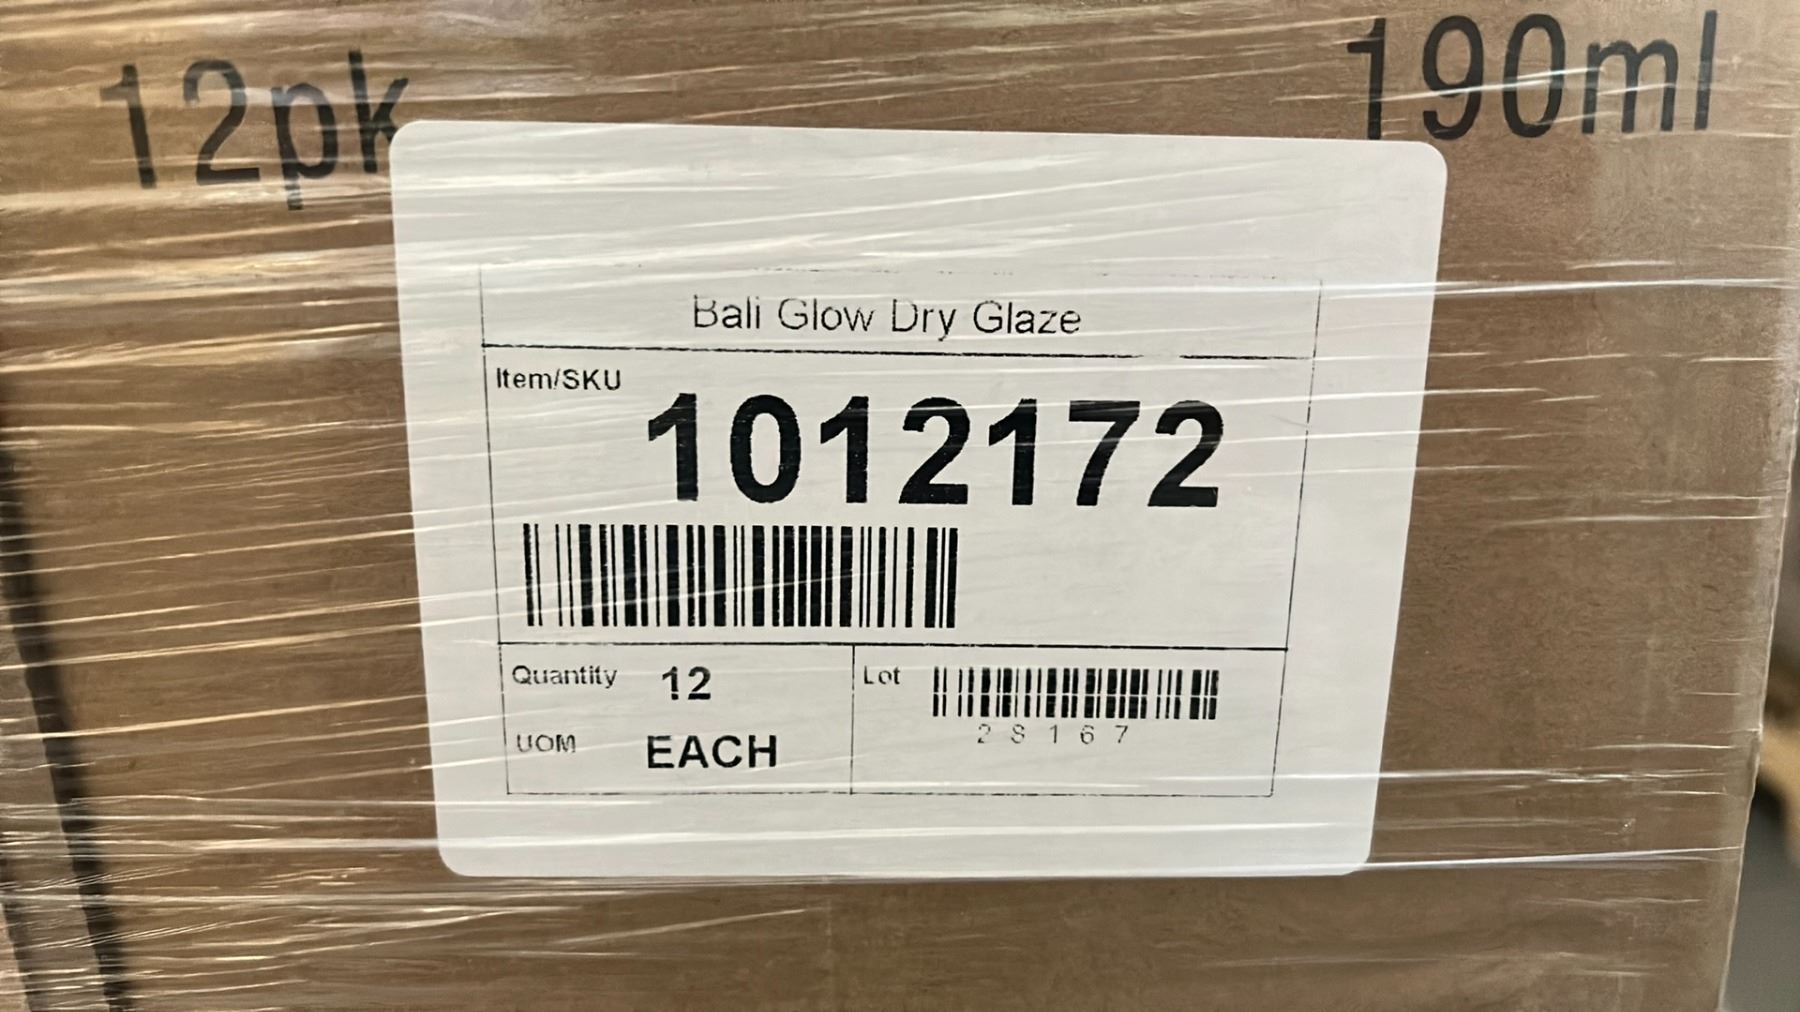 12pk
190ml
Bali Glow Dry Glaze
Item/SKU
1012172
Quantity 12
UOM EACH
Lot
28167